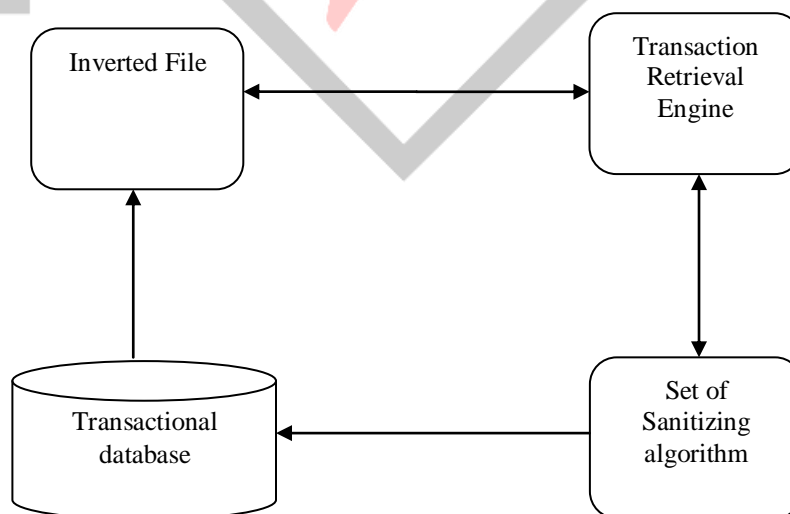 Inverted File
Transaction
Retrieval
Engine
Transactional
database
Set of
Sanitizing
algorithm